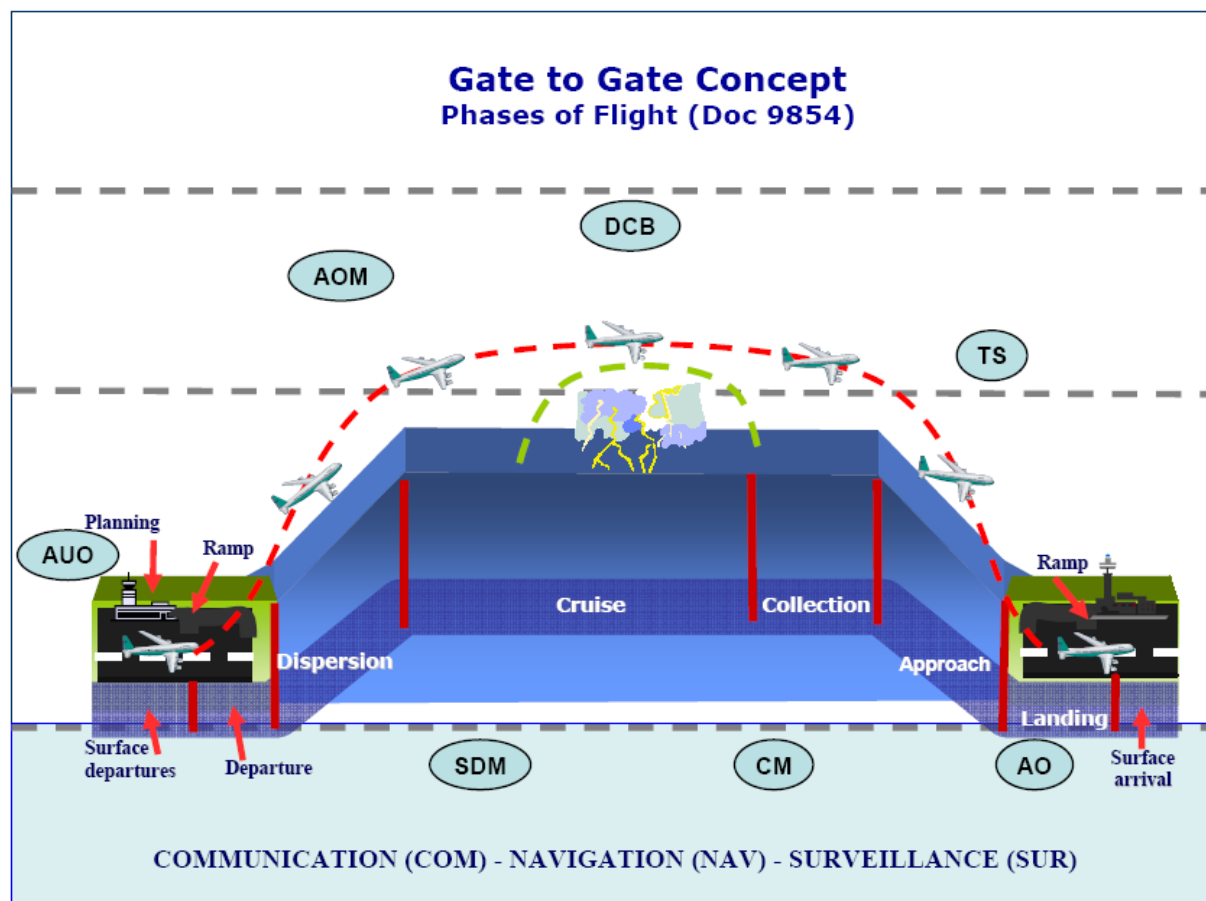 Gate to Gate Concept
Phases of Flight (Doc 9854)
DCB
AOM
TS
Planning
AUO
Ramp
Ramp
Cruise
Collection
Dispersion
Approach
Landing
Surface
departures
Departure
SDM
CM
AO
Surface
arrival
COMMUNICATION (COM) - NAVIGATION (NAV) - SURVEILLANCE (SUR)